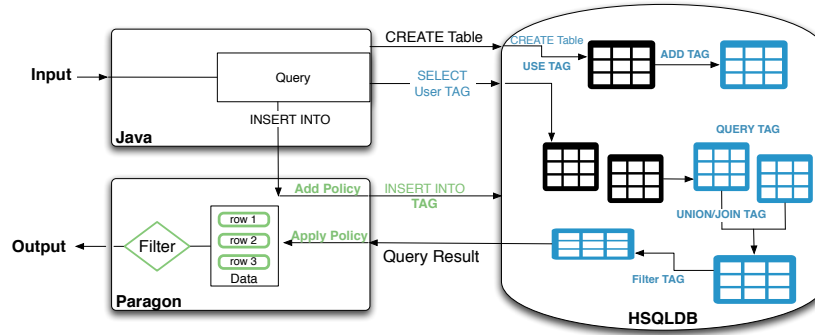 CREATE Table
CREATE Table
USE TAG
ADD TAG
Input
Query
SELECT
User TAG
INSERT INTO
Java
QUERY TAG
Add Policy
INSERT INTO
TAG
UNION/JOIN TAG
row 1
row 2
row 3
Data
Filter
Output
Apply Policy
Query Result
Filter TAG
Paragon
HSQLDB